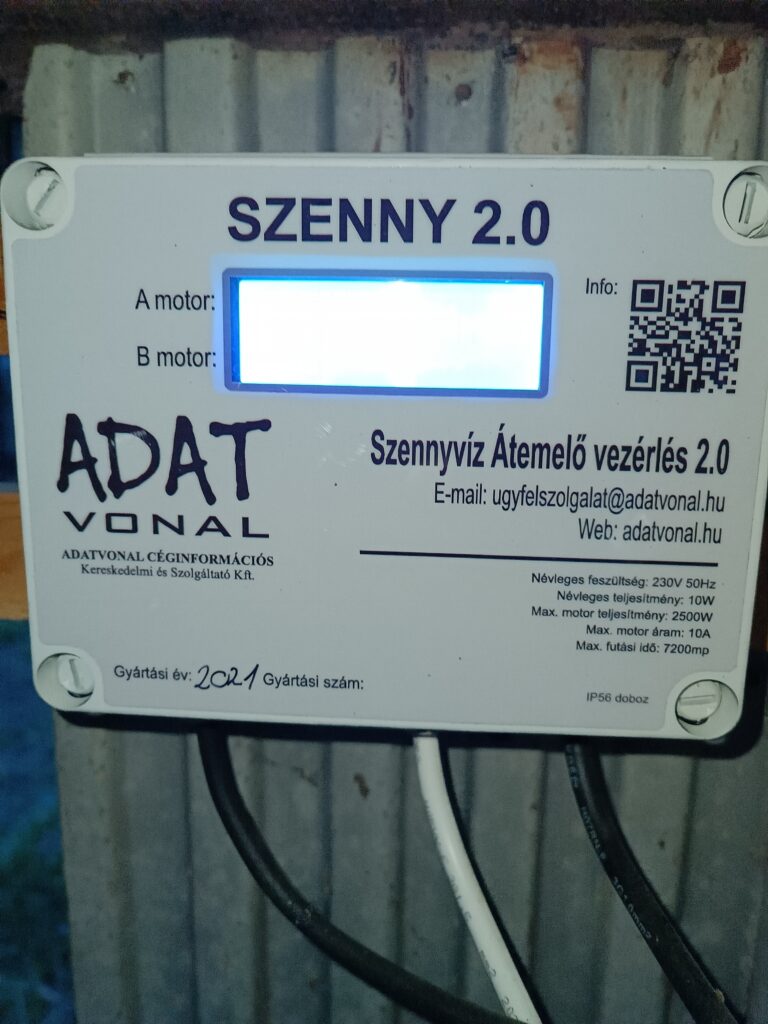 SZENNY 2.0
A motor:
B motor:
Info:
ADAT
VONAL
ADATVONAL CÉGINFORMÁCIÓS
Kereskedelmi és Szolgáltató Kft.
Szennyvíz Átemelő vezérlés 2.0
E-mail: ugyfelszolgalat@adatvonal.hu
Web: adatvonal.hu
Névleges feszültség: 230V 50Hz
Névleges teljesítmény: 10W
Max. motor teljesítmény: 2500W
Max. motor áram: 10A
Max. futási idő: 7200mp
Gyártási év: 2021 Gyártási szám:
IP56 doboz